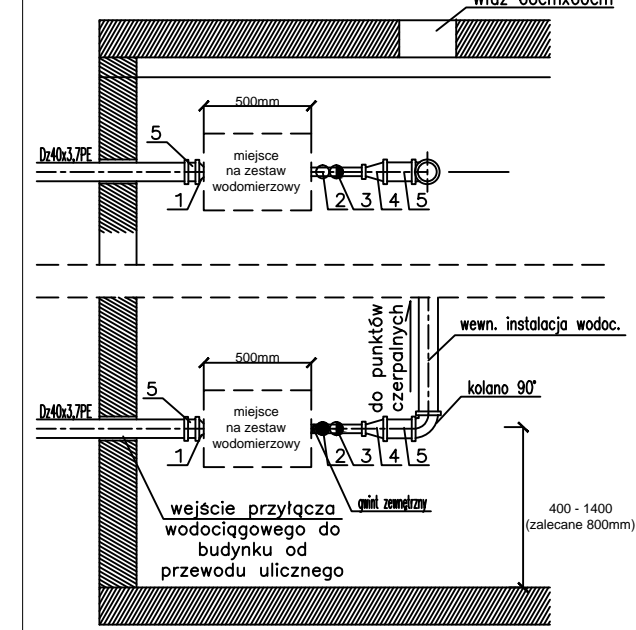 właz 60cmx60cm
500mm
Dz40x3,7PE
5
miejsce
na zestaw
wodomierzowy
1
2
3
4
5
do punktów
czerpalnych
wewn. instalacja wodoc.
500mm
kolano 90°
5
Dz40x3,7PE
miejsce
na zestaw
wodomierzowy
1
2
3
4
5
gwint zewnętrzny
wejście przyłącza
wodociągowego do
budynku od
przewodu ulicznego
400 - 1400
(zalecane 800mm)